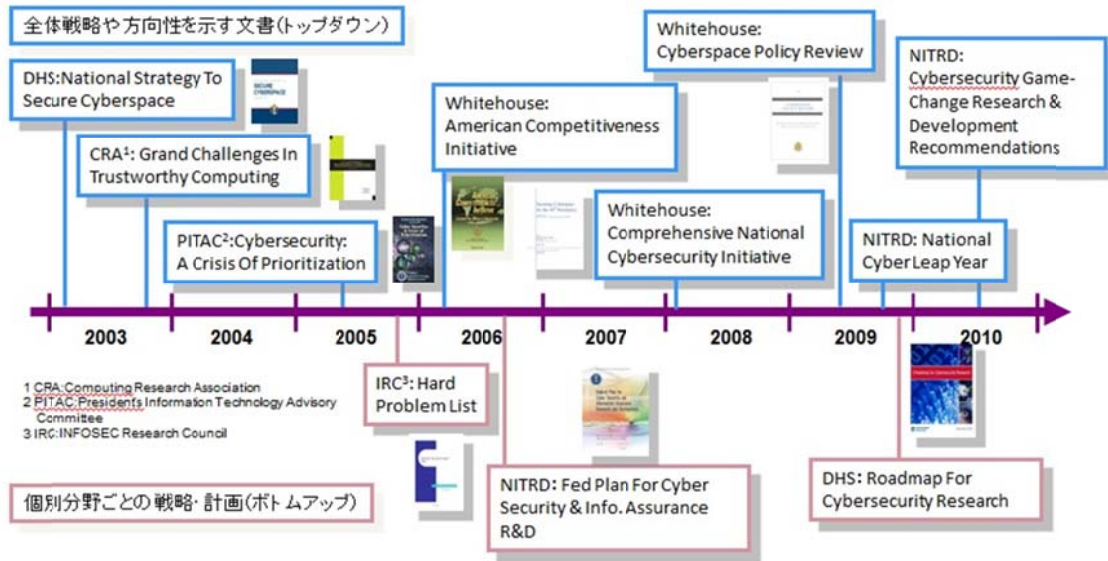 全体戦略や方向性を示す文書(トップダウン)
DHS:National Strategy To
Secure Cyberspace
CRA¹: Grand Challenges In
Trustworthy Computing
PITAC²:Cybersecurity:
A Crisis Of Prioritization
Whitehouse:
American Competitiveness
Initiative
Whitehouse:
Comprehensive National
Cybersecurity Initiative
Whitehouse:
Cyberspace Policy Review
NITRD: National
Cyber Leap Year
NITRD:
Cybersecurity Game-
Change Research &
Development
Recommendations
SECURE
CYBERSPACE
2003 2004 2005 2006 2007 2008 2009 2010
1 CRA:Computing Research Association
2 PITAC:President's Information Technology Advisory
Committee
3 IRC:INFOSEC Research Council
IRC³: Hard
Problem List
NITRD: Fed Plan For Cyber
Security & Info. Assurance
R&D
DHS: Roadmap For
Cybersecurity Research
個別分野ごとの戦略・計画(ボトムアップ)